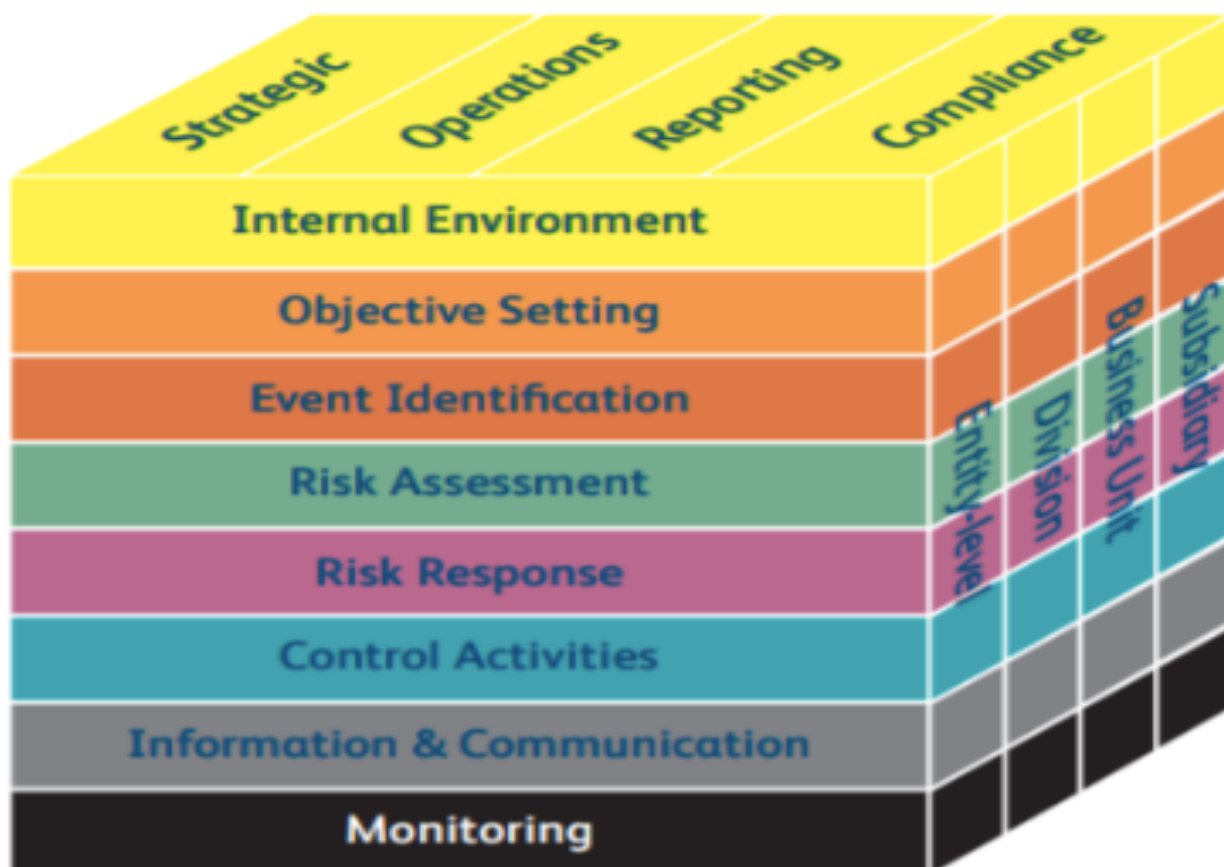 Strategic
Operations
Reporting
Compliance
Internal Environment
Objective Setting
Event Identification
Risk Assessment
Risk Response
Control Activities
Information & Communication
Monitoring
Entity-level
Division
Business Unit
Subsidiary